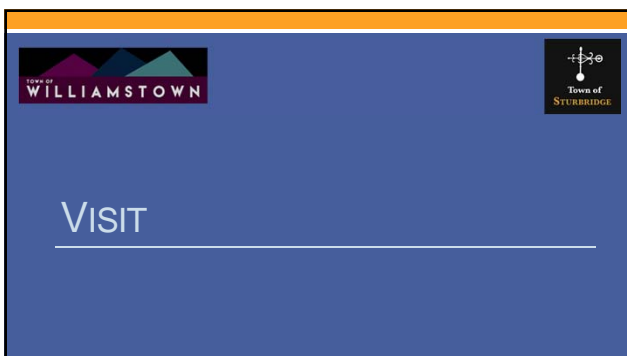 TOWN OF
WILLIAMSTOWN
Town of
STURBRIDGE
VISIT